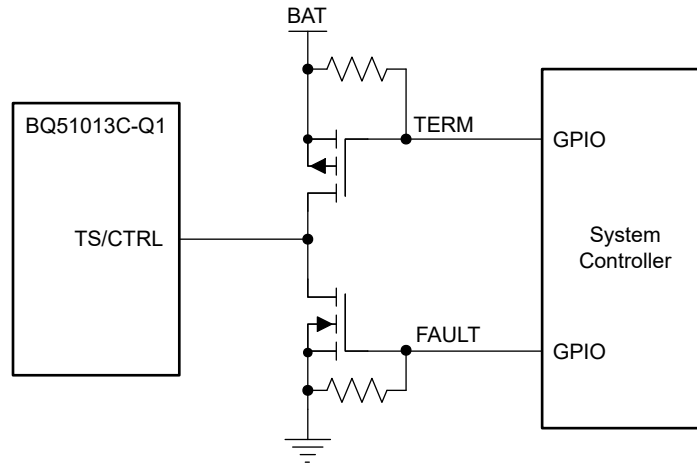 BAT
BQ51013C-Q1
TERM
GPIO
TS/CTRL
System
Controller
FAULT
GPIO